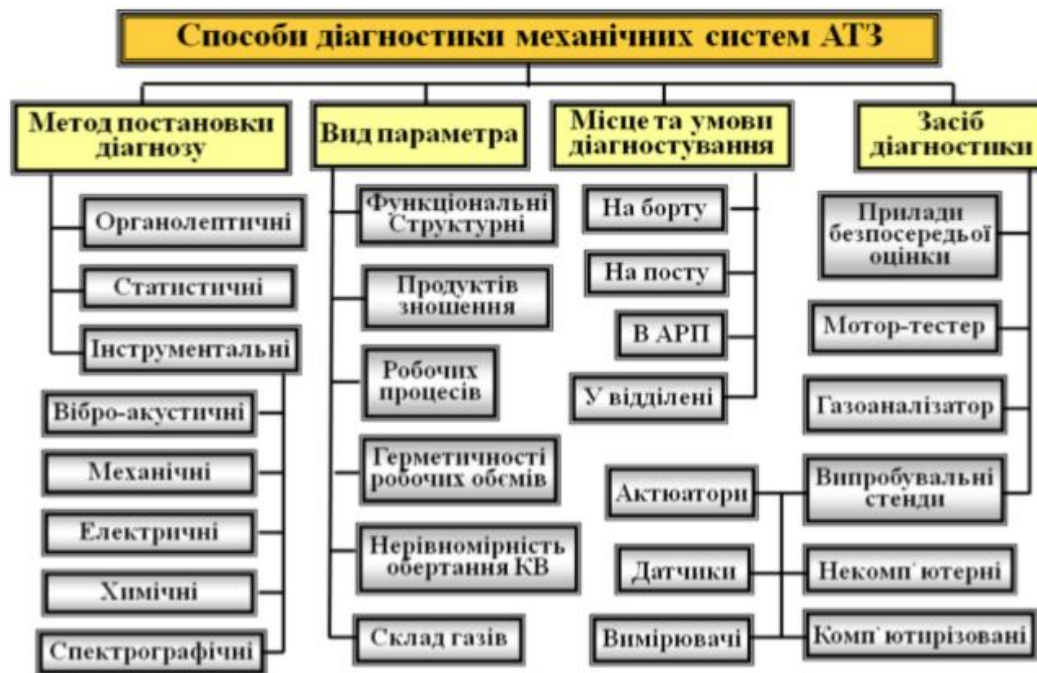 Способи діагностики механічних систем АТЗ
Метод постановки
діагнозу
Органолептичні
Статистичні
Інструментальні
Вібро-акустичні
Механічні
Електричні
Химічні
Спектрографічні
Вид параметра
Функціональні
Структурні
Продуктів
зношення
Робочих
процесів
Герметичності
робочих обємів
Нерівномірність
обертання КВ
Склад газів
Місце та умови
діагностування
На борту
На посту
В АРП
У відділені
Засіб
діагностики
Прилади
безпосередьої
оцінки
Мотор-тестер
Газоаналізатор
Випробувальні
стенди
Актюатори
Датчики
Вимірювачі
Некомп`ютерні
Комп`ютирізовані